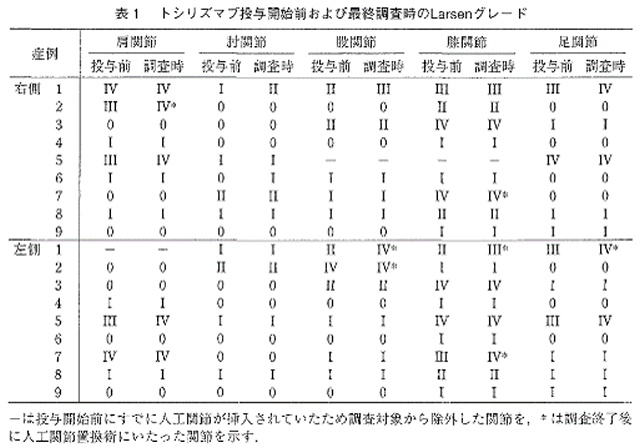 表1 トシリズマブ投与開始前および最終調査時のLarsenグレード
症例 肩関節 肘関節 股関節 膝関節 足関節
投与前 調査時 投与前 調査時 投与前 調査時 投与前 調査時 投与前 調査時
右側 1 IV IV I II II III III III III IV
2 III IV* 0 0 0 0 II II 0 0
3 0 0 0 0 II II IV IV I I
4 I I 0 0 0 0 I I 0 0
5 III IV I I － － － － IV IV
6 I I I I I I I I 0 0
7 0 0 II II I I IV IV* 0 0
8 I I I I I I II II I I
9 0 0 0 0 0 0 I I I I
左側 1 － － I I II IV* II III* III IV*
2 0 0 II II IV IV* I I 0 0
3 0 0 0 0 II II IV IV I I
4 I I 0 0 0 0 I I 0 0
5 III IV I I I I IV IV III IV
6 0 0 0 0 0 0 I I 0 0
7 IV IV 0 0 I I III IV* I I
8 I 1 I I I I II II I I
9 0 0 0 0 0 0 I I I I
－は投与開始前にすでに人工関節が挿入されていたため調査対象から除外した関節を，＊は調査終了後
に人工関節置換術にいたった関節を示す．